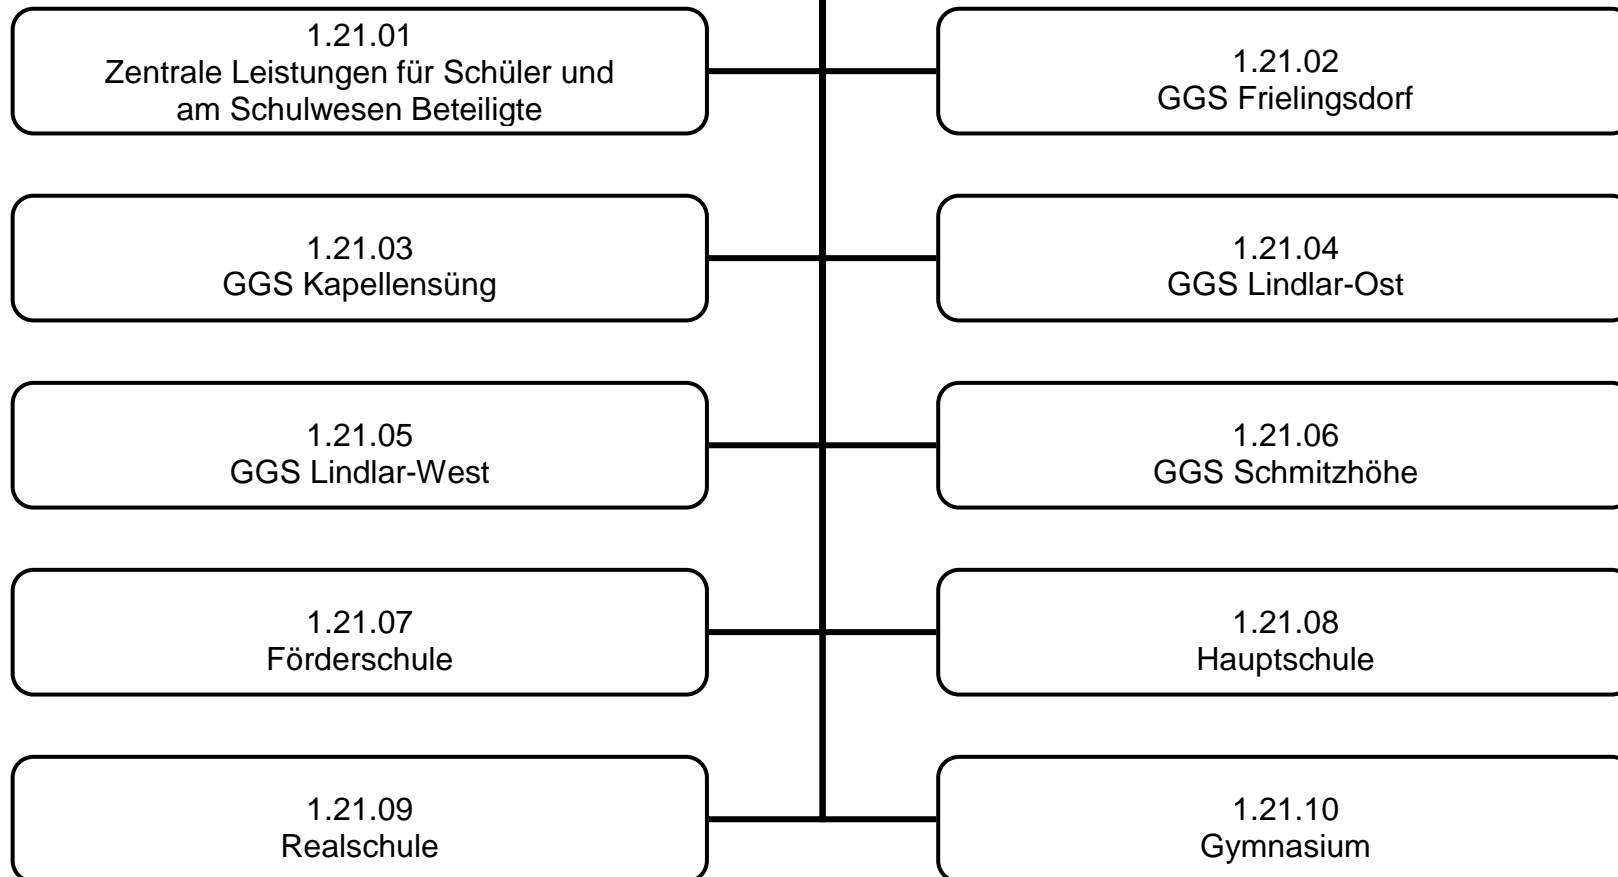 1.21.01
Zentrale Leistungen für Schüler und
am Schulwesen Beteiligte
1.21.02
GGS Frielingsdorf
1.21.03
GGS Kapellensüng
1.21.04
GGS Lindlar-Ost
1.21.05
GGS Lindlar-West
1.21.06
GGS Schmitzhöhe
1.21.07
Förderschule
1.21.08
Hauptschule
1.21.09
Realschule
1.21.10
Gymnasium